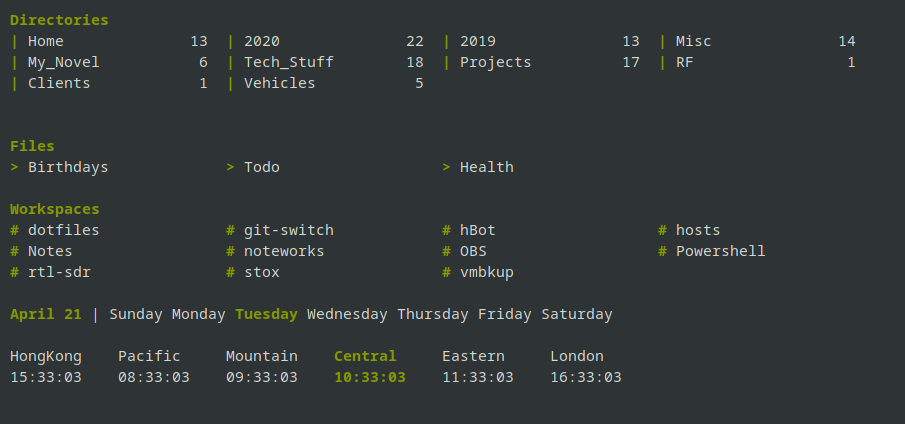 Directories
| Home 13 | 2020 22 | 2019 13 | Misc 14
| My_Novel 6 | Tech_Stuff 18 | Projects 17 | RF 1
| Clients 1 | Vehicles 5
Files
> Birthdays > Todo > Health
Workspaces
# dotfiles # git-switch # hBot # hosts
# Notes # noteworks # OBS # Powershell
# rtl-sdr # stox # vmbkup
April 21 | Sunday Monday Tuesday Wednesday Thursday Friday Saturday
HongKong Pacific Mountain Central Eastern London
15:33:03 08:33:03 09:33:03 10:33:03 11:33:03 16:33:03